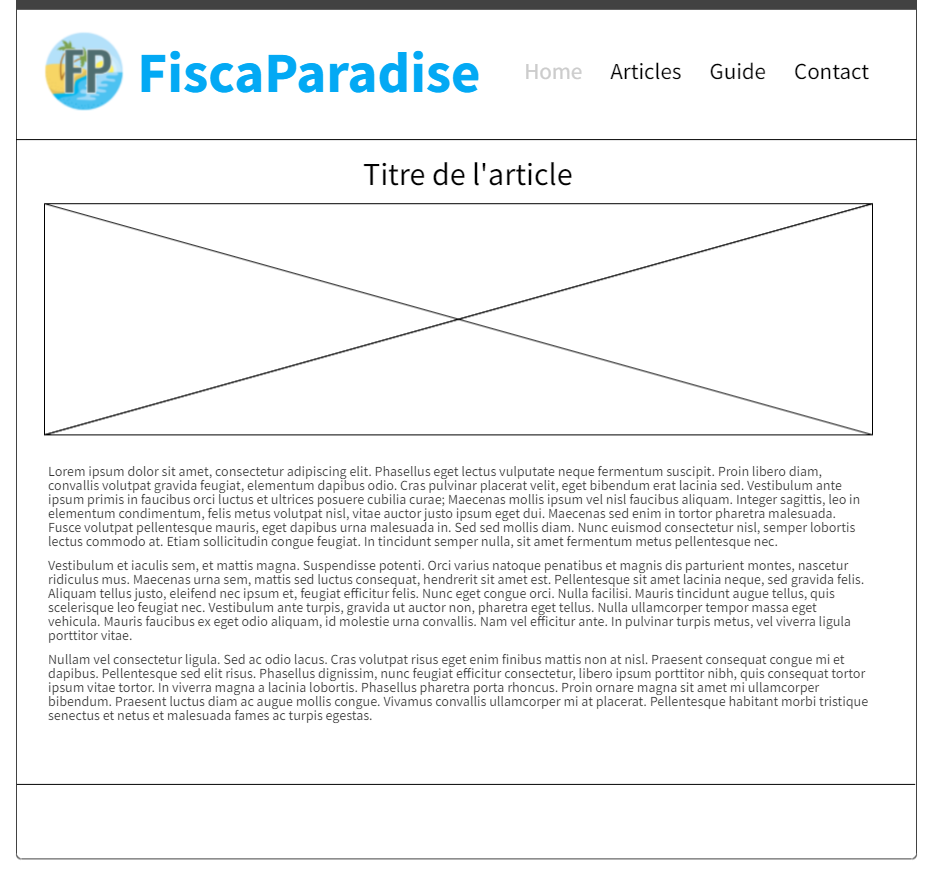 FP
FiscaParadise
Home Articles Guide Contact
Titre de l'article
Lorem ipsum dolor sit amet, consectetur adipiscing elit. Phasellus eget lectus vulputate neque fermentum suscipit. Proin libero diam,
convallis volutpat gravida feugiat, elementum dapibus odio. Cras pulvinar placerat velit, eget bibendum erat lacinia sed. Vestibulum ante
ipsum primis in faucibus orci luctus et ultrices posuere cubilia curae; Maecenas mollis ipsum vel nisl faucibus aliquam. Integer sagittis, leo in
elementum condimentum, felis metus volutpat nisl, vitae auctor justo ipsum eget dui. Maecenas sed enim in tortor pharetra malesuada.
Fusce volutpat pellentesque mauris, eget dapibus urna malesuada in. Sed sed mollis diam. Nunc euismod consectetur nisl, semper lobortis
lectus commodo at. Etiam sollicitudin congue feugiat. In tincidunt semper nulla, sit amet fermentum metus pellentesque nec.
Vestibulum et iaculis sem, et mattis magna. Suspendisse potenti. Orci varius natoque penatibus et magnis dis parturient montes, nascetur
ridiculus mus. Maecenas urna sem, mattis sed luctus consequat, hendrerit sit amet est. Pellentesque sit amet lacinia neque, sed gravida felis.
Aliquam tellus justo, eleifend nec ipsum et, feugiat efficitur felis. Nunc eget congue orci. Nulla facilisi. Mauris tincidunt augue tellus, quis
scelerisque leo feugiat nec. Vestibulum ante turpis, gravida ut auctor non, pharetra eget tellus. Nulla ullamcorper tempor massa eget
vehicula. Mauris faucibus ex eget odio aliquam, id molestie urna convallis. Nam vel efficitur ante. In pulvinar turpis metus, vel viverra ligula
porttitor vitae.
Nullam vel consectetur ligula. Sed ac odio lacus. Cras volutpat risus eget enim finibus mattis non at nisl. Praesent consequat congue mi et
dapibus. Pellentesque sed elit risus. Phasellus dignissim, nunc feugiat efficitur consectetur, libero ipsum porttitor nibh, quis consequat tortor
ipsum vitae tortor. In viverra magna a lacinia lobortis. Phasellus pharetra porta rhoncus. Proin ornare magna sit amet mi ullamcorper
bibendum. Praesent luctus diam ac augue mollis congue. Vivamus convallis ullamcorper mi at placerat. Pellentesque habitant morbi tristique
senectus et netus et malesuada fames ac turpis egestas.